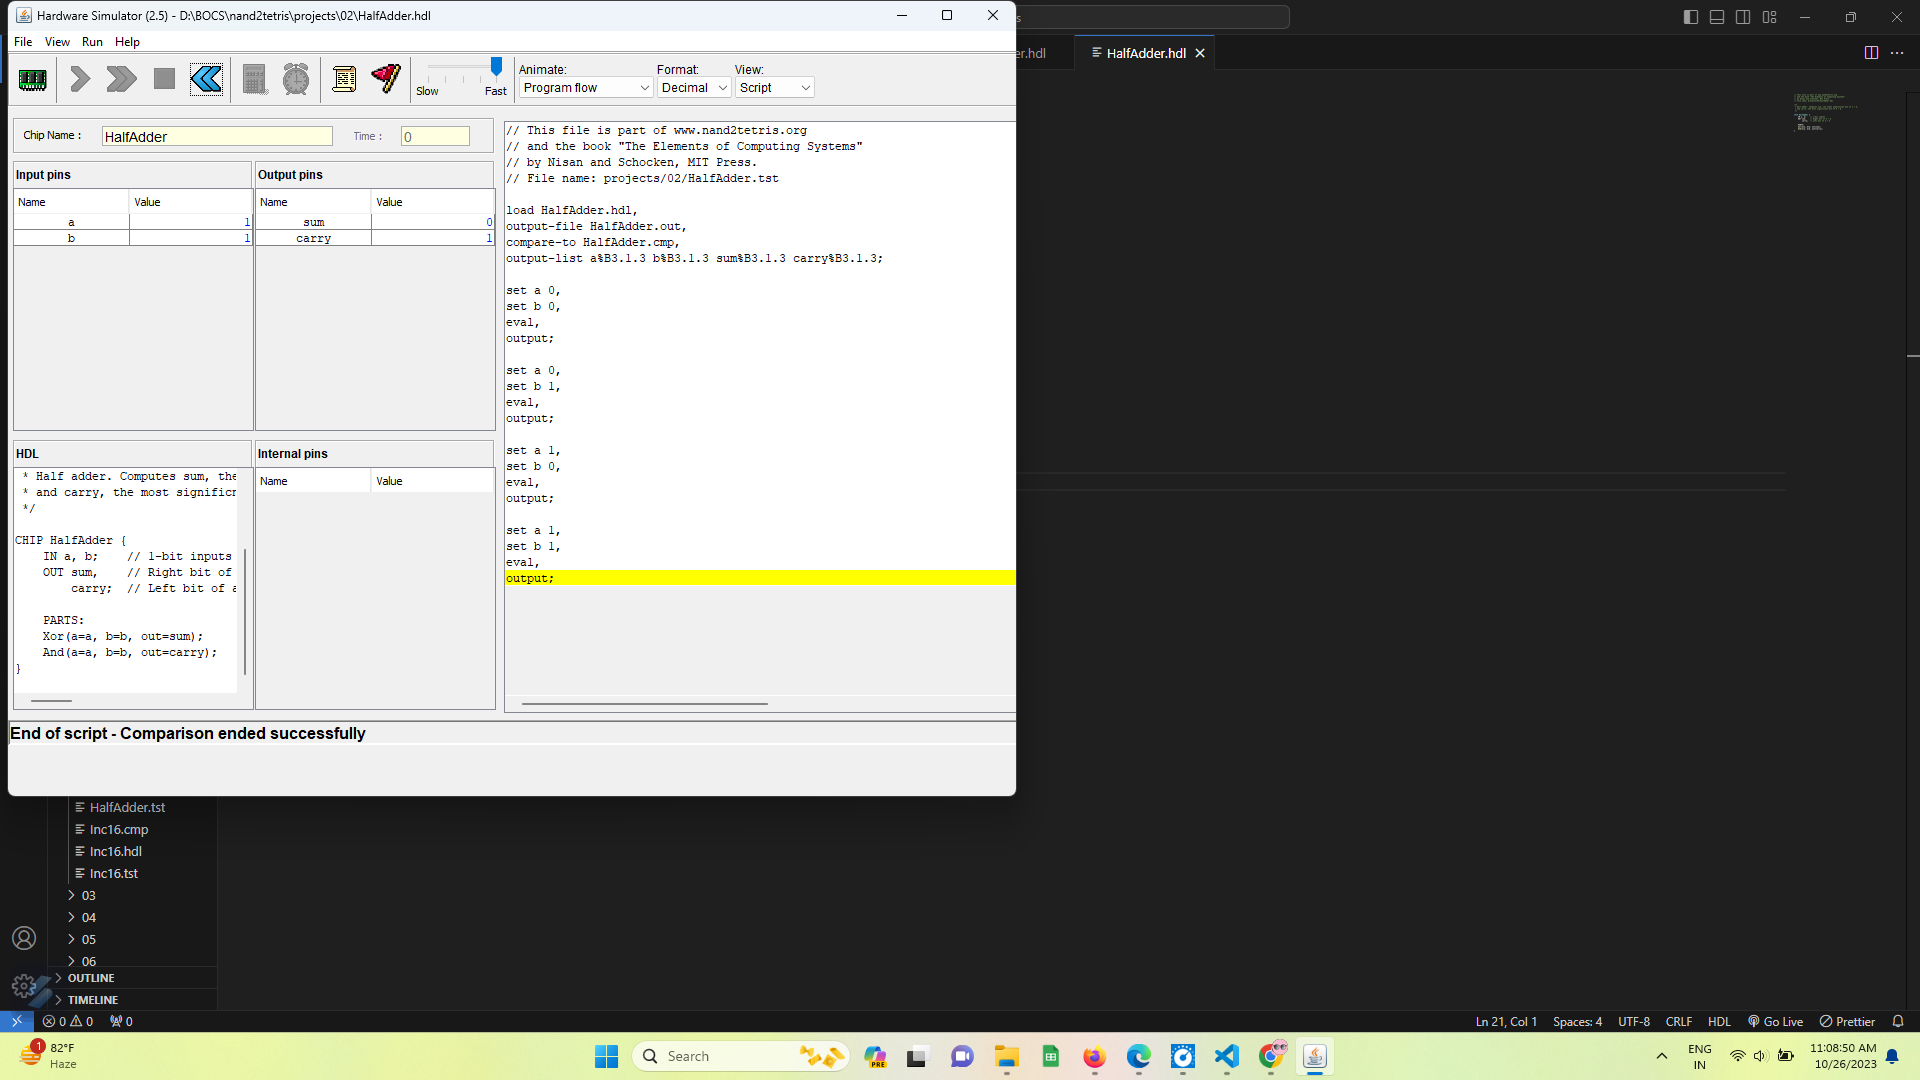 Hardware Simulator (2.5) - D:\BOCS\nand2tetris\projects\02\HalfAdder.hdl
File View Run Help
Slow Fast
Animate: Format: View:
Program flow Decimal Script
Chip Name : HalfAdder Time : 0
Input pins
Name Value
a 1
b 1
Output pins
Name Value
sum 0
carry 1
HDL
* Half adder. Computes sum, the
* and carry, the most significr
*/
CHIP HalfAdder {
IN a, b; // 1-bit inputs
OUT sum, // Right bit of
carry; // Left bit of a
PARTS:
Xor(a=a, b=b, out=sum);
And(a=a, b=b, out=carry);
}
Internal pins
Name Value
// This file is part of www.nand2tetris.org
// and the book "The Elements of Computing Systems"
// by Nisan and Schocken, MIT Press.
// File name: projects/02/HalfAdder.tst
load HalfAdder.hdl,
output-file HalfAdder.out,
compare-to HalfAdder.cmp,
output-list a%B3.1.3 b%B3.1.3 sum%B3.1.3 carry%B3.1.3;
set a 0,
set b 0,
eval,
output;
set a 0,
set b 1,
eval,
output;
set a 1,
set b 0,
eval,
output;
set a 1,
set b 1,
eval,
output;
End of script - Comparison ended successfully
s
er.hdl
HalfAdder.hdl
HalfAdder.tst
Inc16.cmp
Inc16.hdl
Inc16.tst
03
04
05
06
OUTLINE
TIMELINE
0 0 0
Ln 21, Col 1 Spaces: 4 UTF-8 CRLF HDL Go Live Prettier
1
82°F
Haze
Search
PRE
ENG
IN
11:08:50 AM
10/26/2023